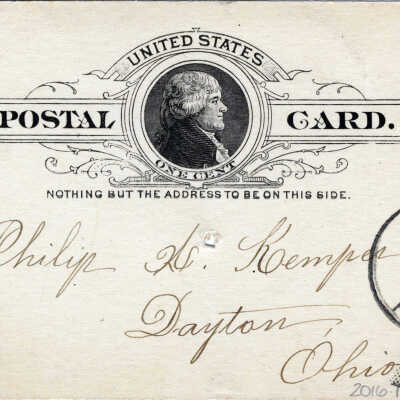 UNITED STATES
POSTAL CARD.
ONE CENT
NOTHING BUT THE ADDRESS TO BE ON THIS SIDE.
Philip H. Kemper
Dayton,
Ohio
2016